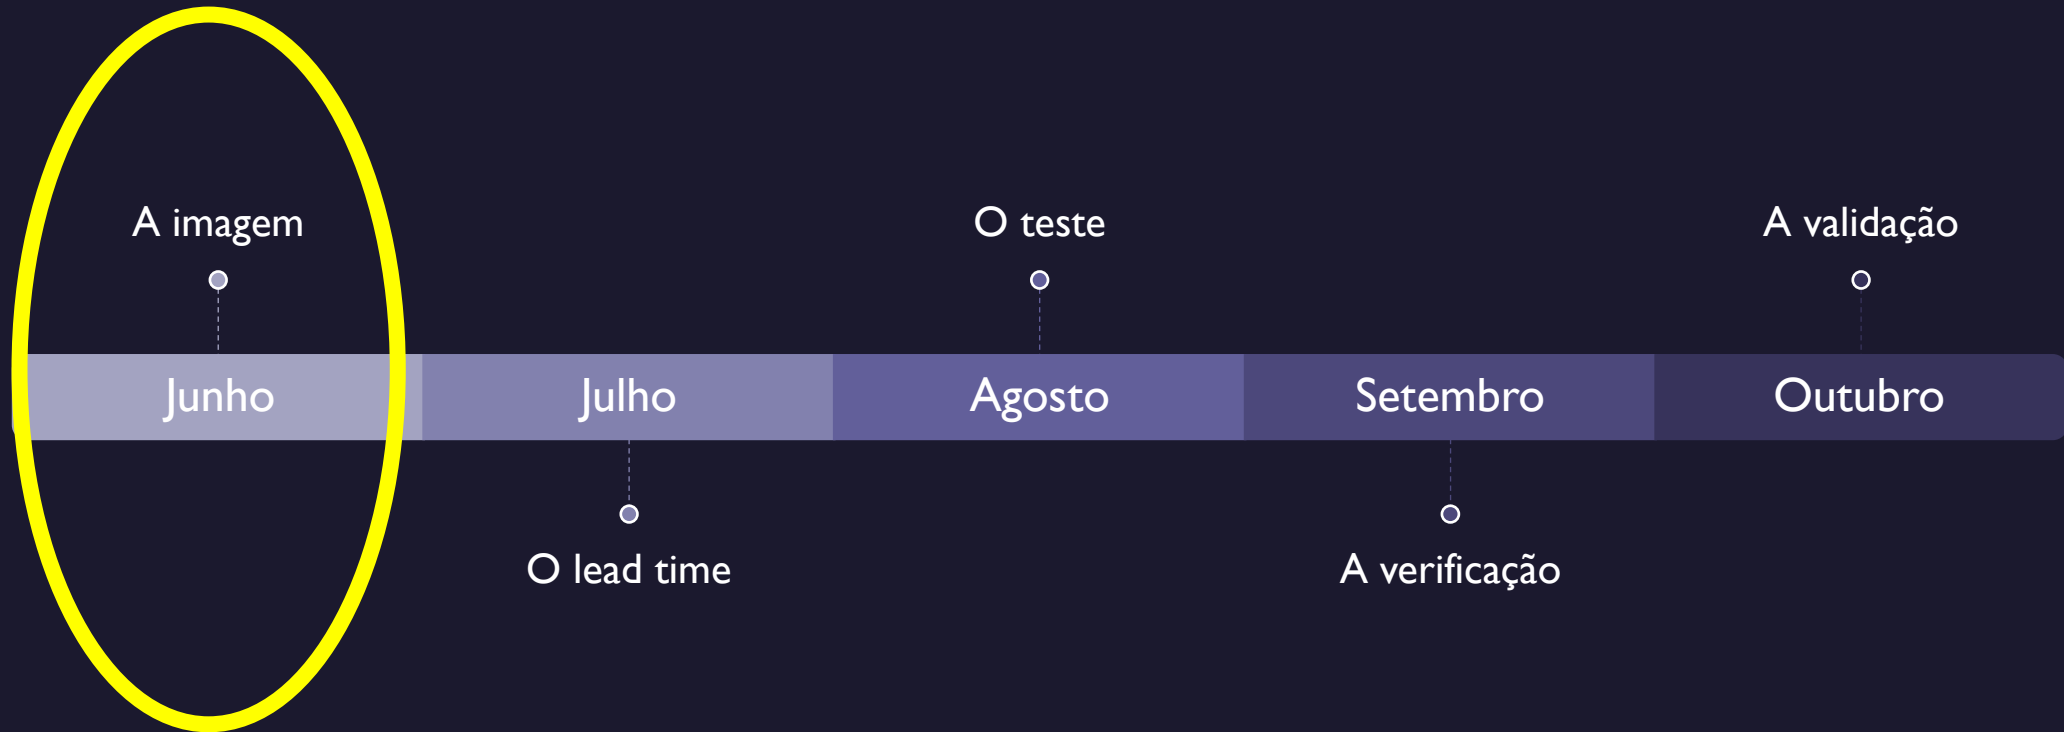 A imagem
O teste
A validação
Junho
Julho
Agosto
Setembro
Outubro
O lead time
A verificação